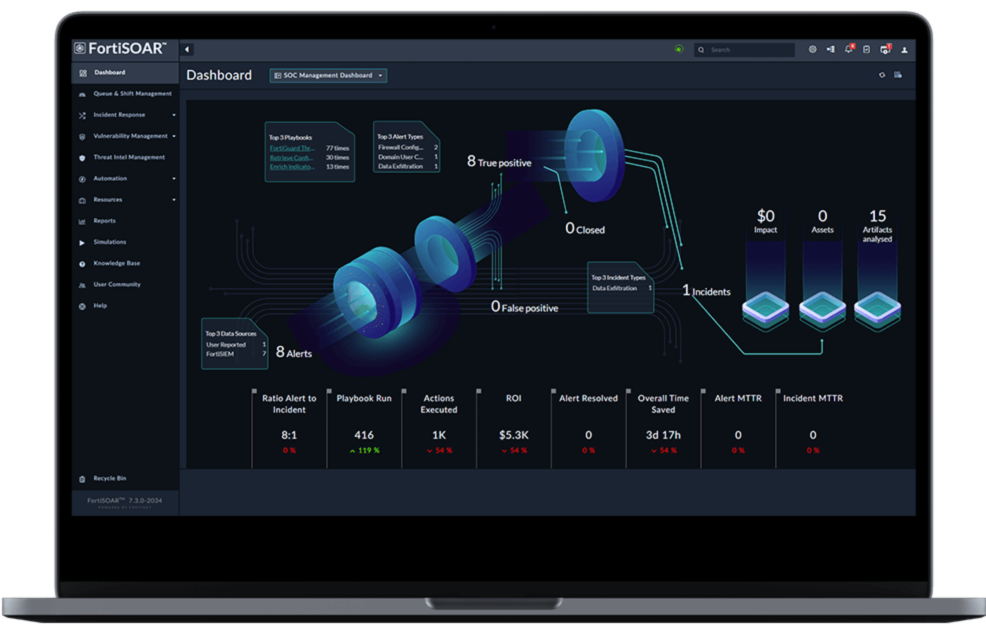 FortiSOAR™
Search
Dashboard
Queue & Shift Management
Incident Response
Vulnerability Management
Threat Intel Management
Automation
Resources
Reports
Simulations
Knowledge Base
User Community
Help
Recycle Bin
FortiSOAR™ 7.3.0-2034
POWERED BY FORTINET
Dashboard
SOC Management Dashboard
Top 3 Playbooks
FortiGuard Thr... 77 times
Retrieve Confi... 30 times
Enrich Indicato... 13 times
Top 3 Alert Types
Firewall Config... 2
Domain User C... 1
Data Exfiltration 1
8 True positive
0 Closed
0 False positive
Top 3 Incident Types
Data Exfiltration 1
1 Incidents
$0
Impact
0
Assets
15
Artifacts
analysed
Top 3 Data Sources
User Reported 1
FortiSIEM 7
8 Alerts
Ratio Alert to
Incident
8:1
0 %
Playbook Run
416
119 %
Actions
Executed
1K
54 %
ROI
$5.3K
54 %
Alert Resolved
0
0 %
Overall Time
Saved
3d 17h
54 %
Alert MTTR
0
0 %
Incident MTTR
0
0 %